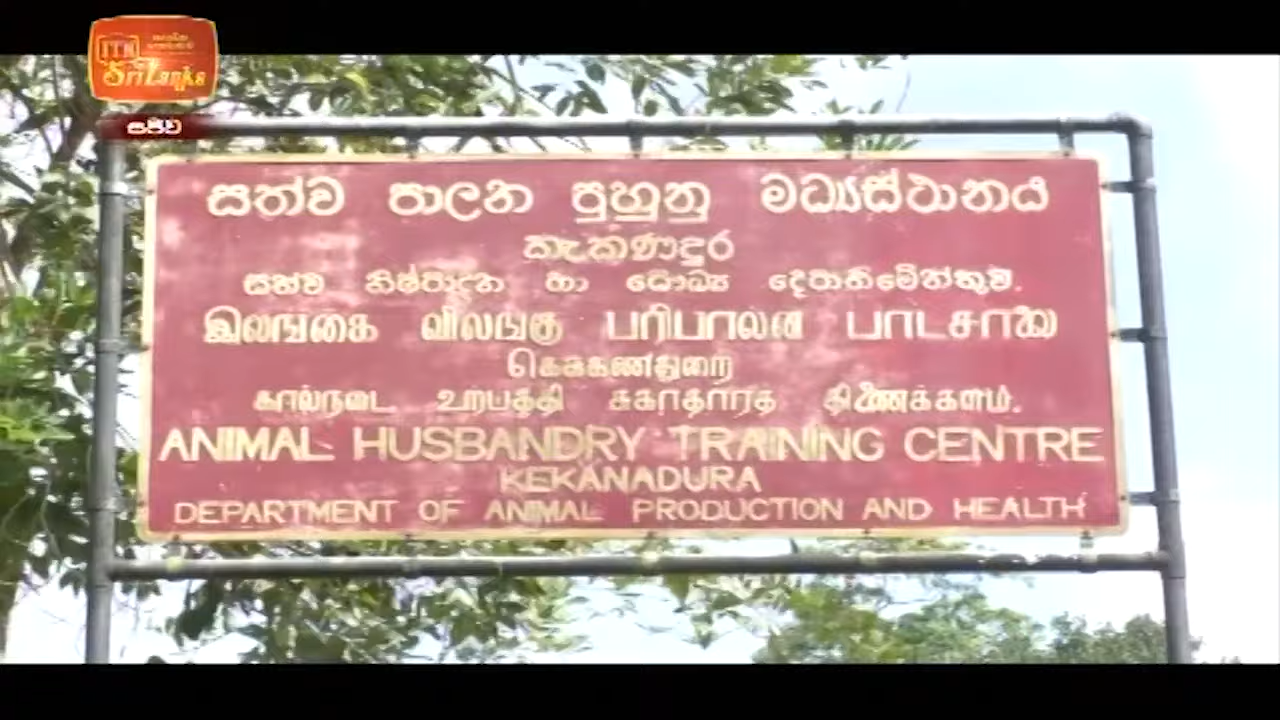 ITN
Sri Lanka
සජීව
සත්ව පාලන පුහුනු මධ්‍යස්ථානය
කැකණදුර
සත්ව නිෂ්පාදන හා සෞඛ්‍ය දෙපාර්තමේන්තුව.
இலங்கை விலங்கு பரிபாலன பாடசாலை
கெக்கணதுறை
கால்நடை உற்பத்தி சுகாதாரத திணைக்களம்.
ANIMAL HUSBANDRY TRAINING CENTRE
KEKANADURA
DEPARTMENT OF ANIMAL PRODUCTION AND HEALTH